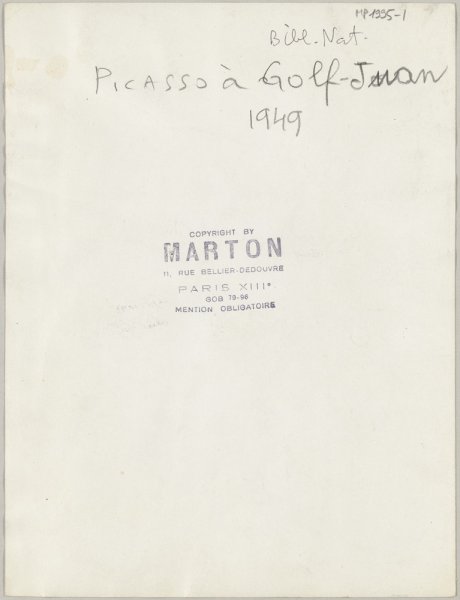 MP1995-1
Bibl. Nat.
PICASSO à Golf-Juan
1949
COPYRIGHT BY
MARTON
11, RUE BELLIER-DEDOUVRE
PARIS XIIIe
GOB 79-96
MENTION OBLIGATOIRE